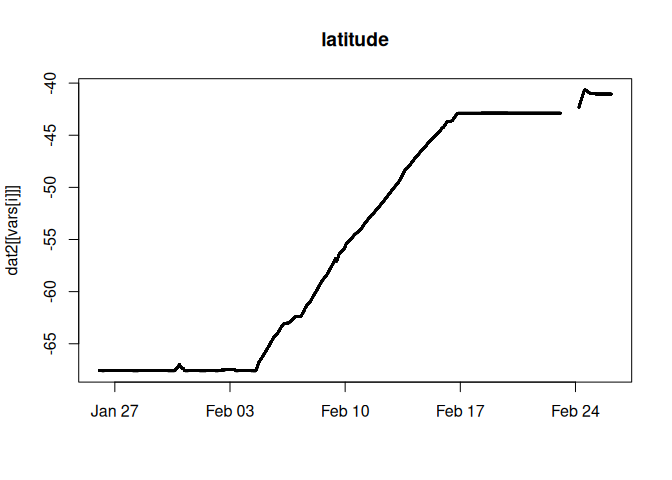 latitude
dat2[[vars[i]]]
-40
-45
-50
-55
-60
-65
Jan 27
Feb 03
Feb 10
Feb 17
Feb 24